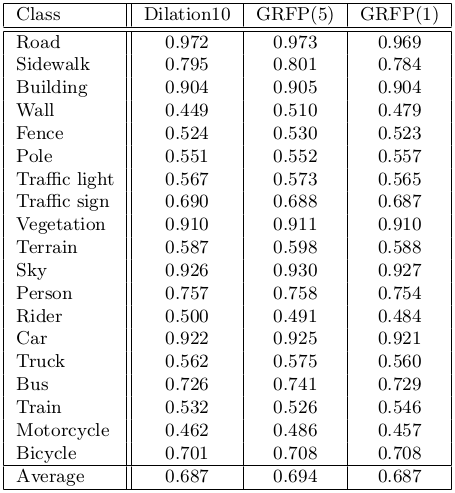 Class Dilation10 GRFP(5) GRFP(1)
Road 0.972 0.973 0.969
Sidewalk 0.795 0.801 0.784
Building 0.904 0.905 0.904
Wall 0.449 0.510 0.479
Fence 0.524 0.530 0.523
Pole 0.551 0.552 0.557
Traffic light 0.567 0.573 0.565
Traffic sign 0.690 0.688 0.687
Vegetation 0.910 0.911 0.910
Terrain 0.587 0.598 0.588
Sky 0.926 0.930 0.927
Person 0.757 0.758 0.754
Rider 0.500 0.491 0.484
Car 0.922 0.925 0.921
Truck 0.562 0.575 0.560
Bus 0.726 0.741 0.729
Train 0.532 0.526 0.546
Motorcycle 0.462 0.486 0.457
Bicycle 0.701 0.708 0.708
Average 0.687 0.694 0.687